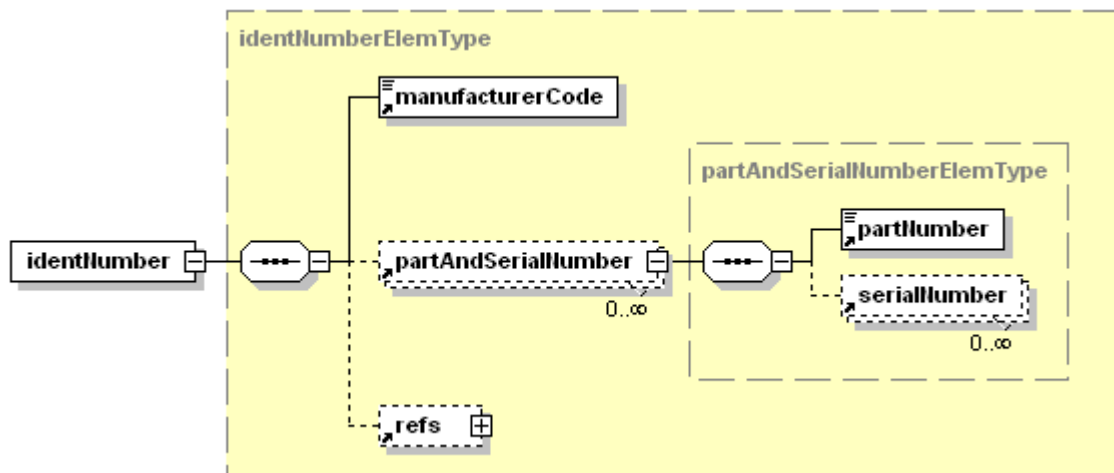 identNumberElemType
manufacturerCode
partAndSerialNumberElemType
partNumber
identNumber
partAndSerialNumber
serialNumber
0..∞
0..∞
refs